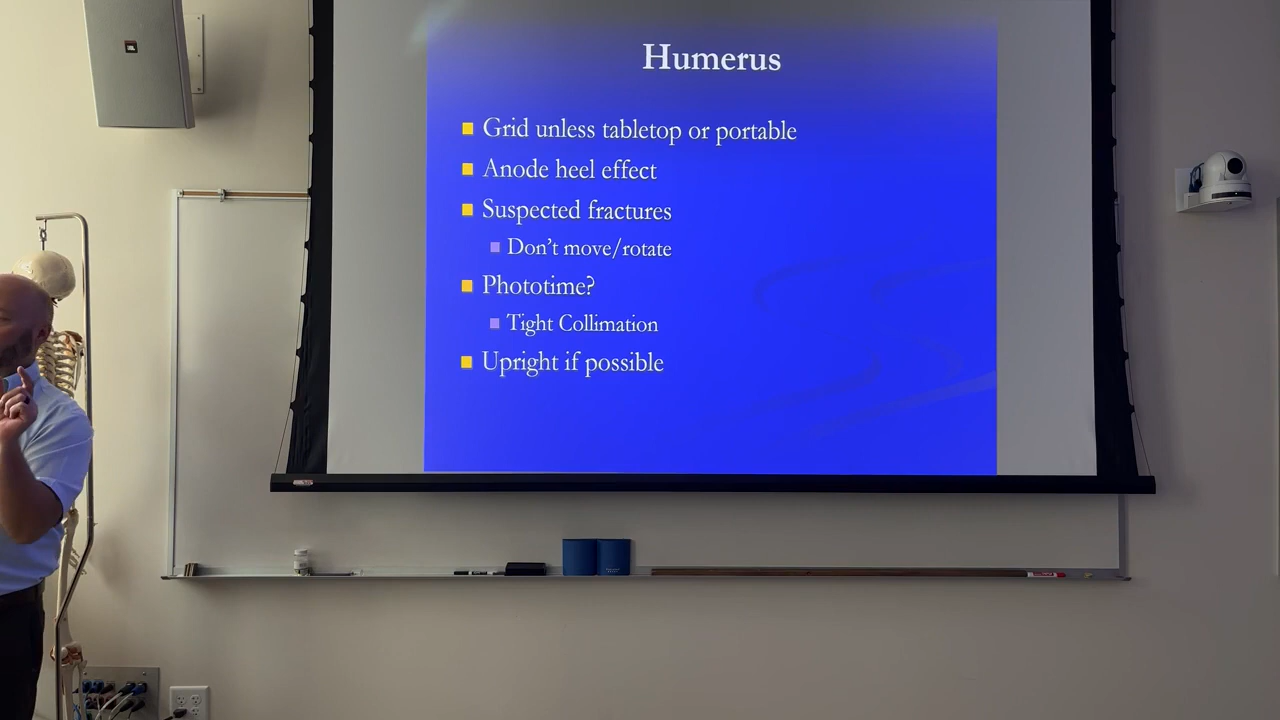 Humerus
Grid unless tabletop or portable
Anode heel effect
Suspected fractures
Don't move/rotate
Phototime?
Tight Collimation
Upright if possible
JBL